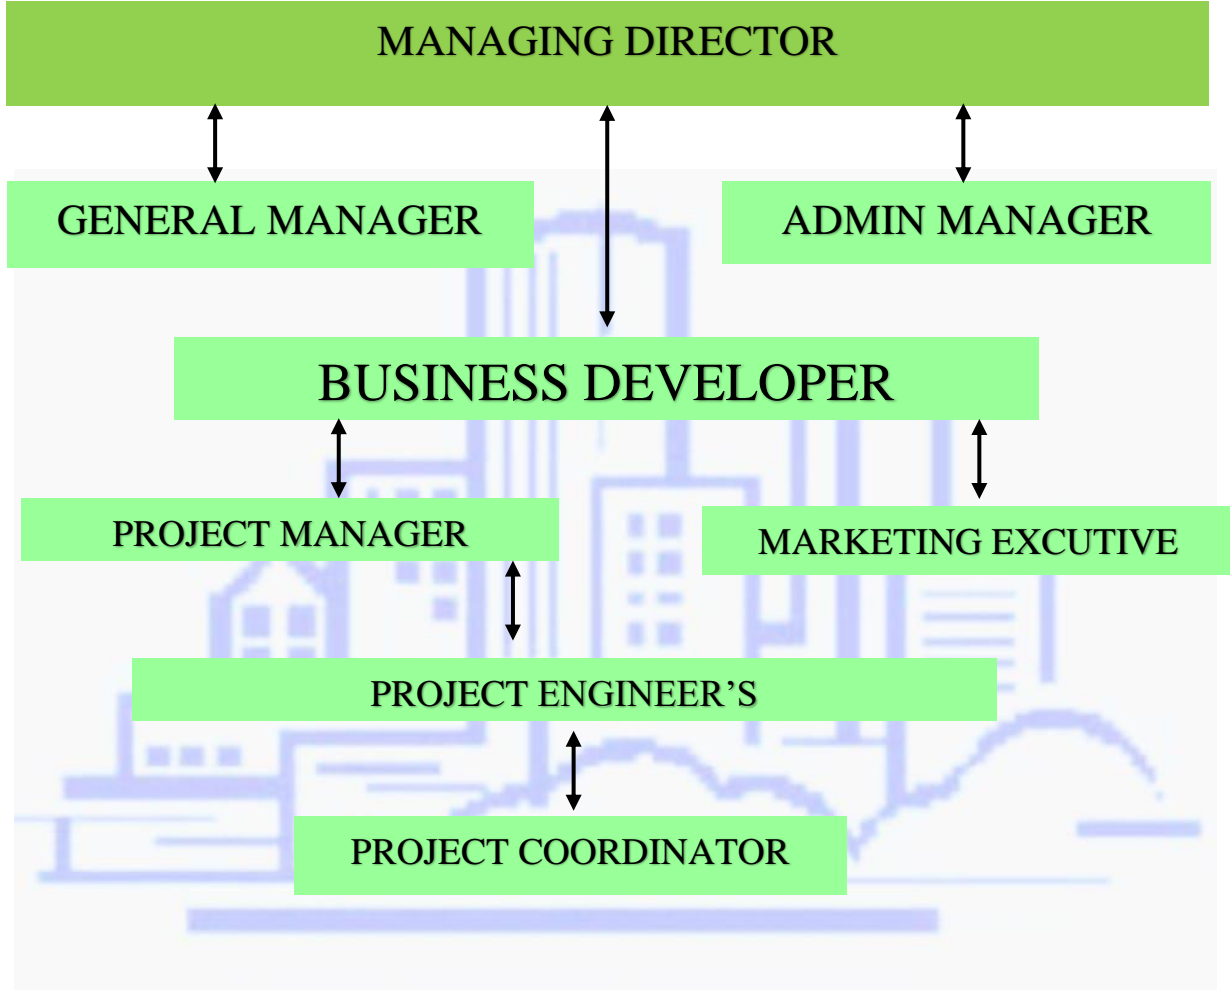 MANAGING DIRECTOR
GENERAL MANAGER
ADMIN MANAGER
BUSINESS DEVELOPER
PROJECT MANAGER
MARKETING EXCUTIVE
PROJECT ENGINEER’S
PROJECT COORDINATOR